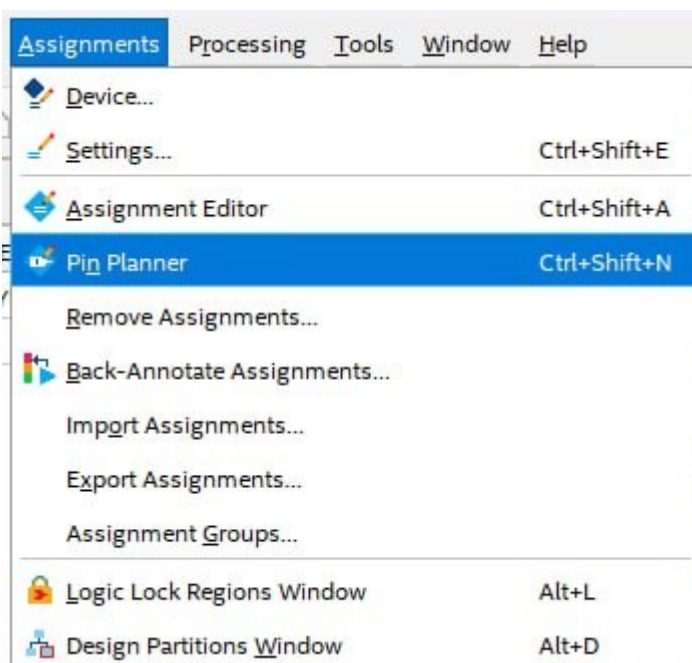 Assignments Processing Tools Window Help
Device...
Settings... Ctrl+Shift+E
Assignment Editor Ctrl+Shift+A
Pin Planner Ctrl+Shift+N
Remove Assignments...
Back-Annotate Assignments...
Import Assignments...
Export Assignments...
Assignment Groups...
Logic Lock Regions Window Alt+L
Design Partitions Window Alt+D